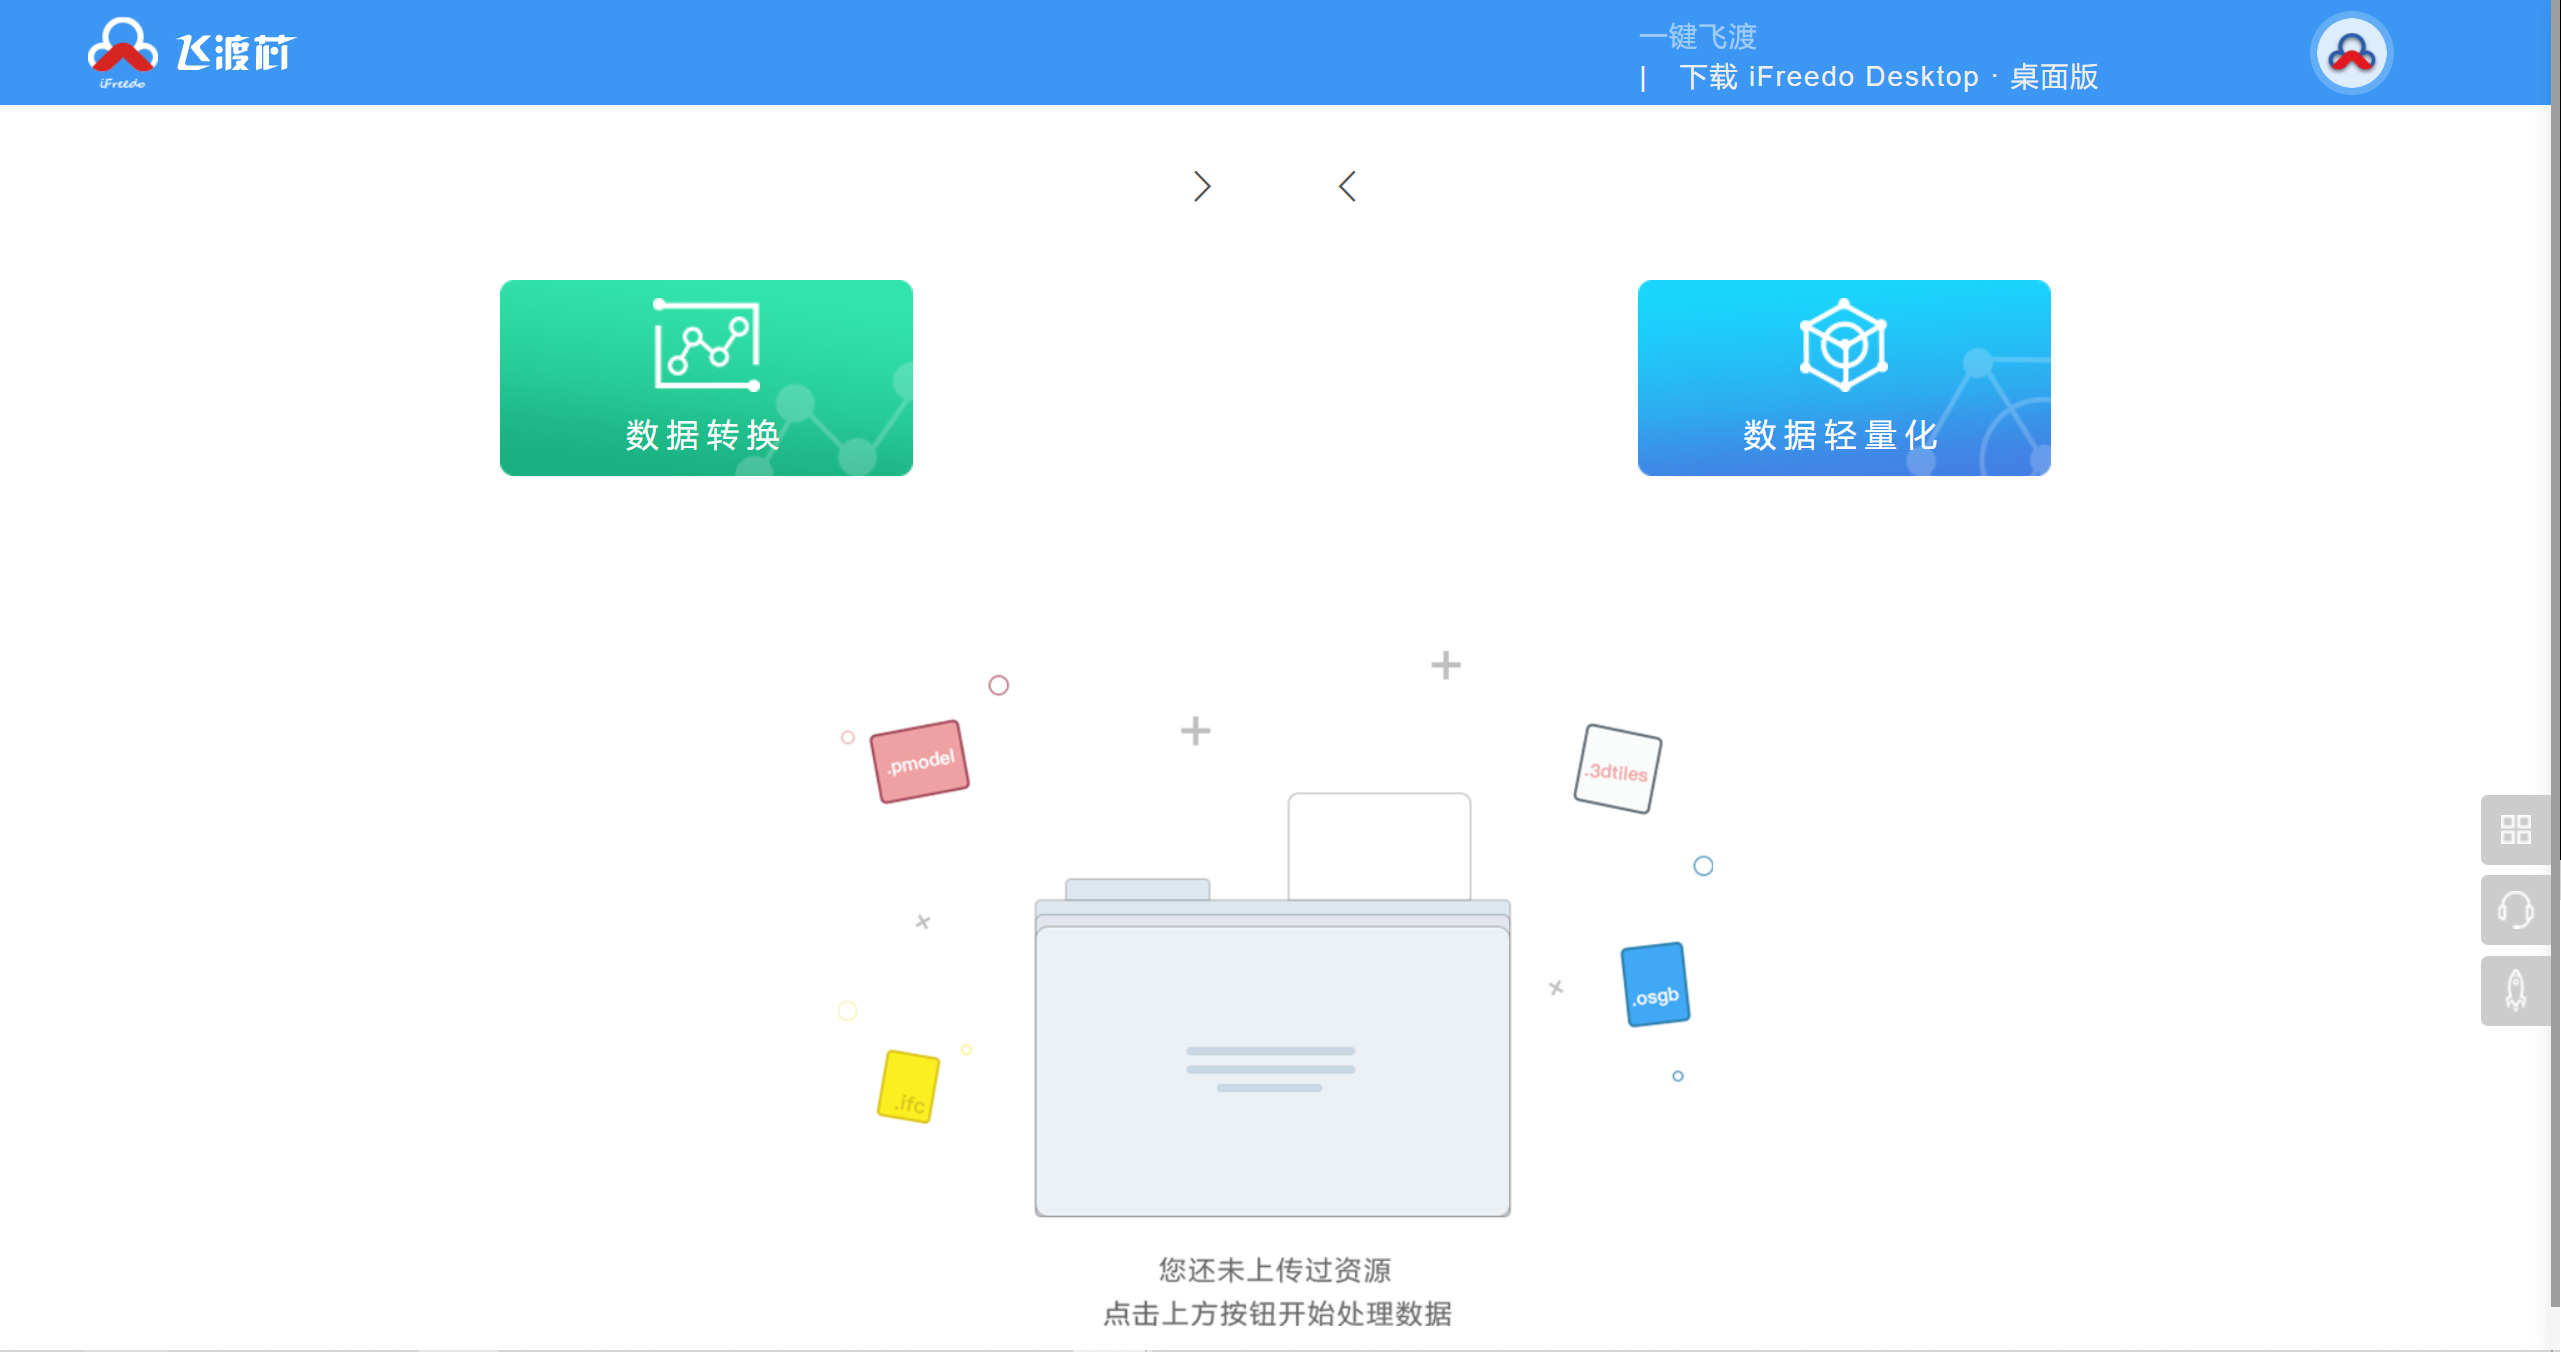 iFreedo
飞渡芯
一键飞渡
| 下载 iFreedo Desktop · 桌面版
数据转换
数据轻量化
.pmodel
.3dtiles
.osgb
.ifc
您还未上传过资源
点击上方按钮开始处理数据